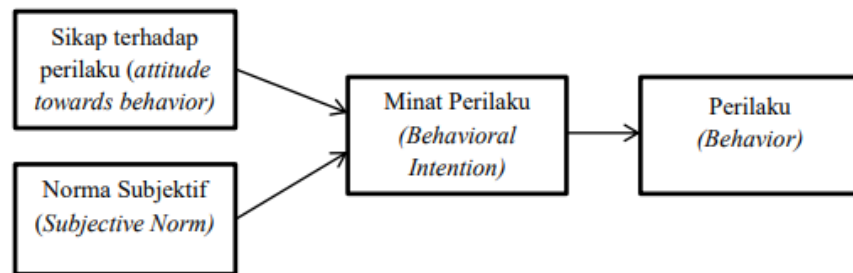 Sikap terhadap
perilaku (attitude
towards behavior)
Norma Subjektif
(Subjective Norm)
Minat Perilaku
(Behavioral
Intention)
Perilaku
(Behavior)